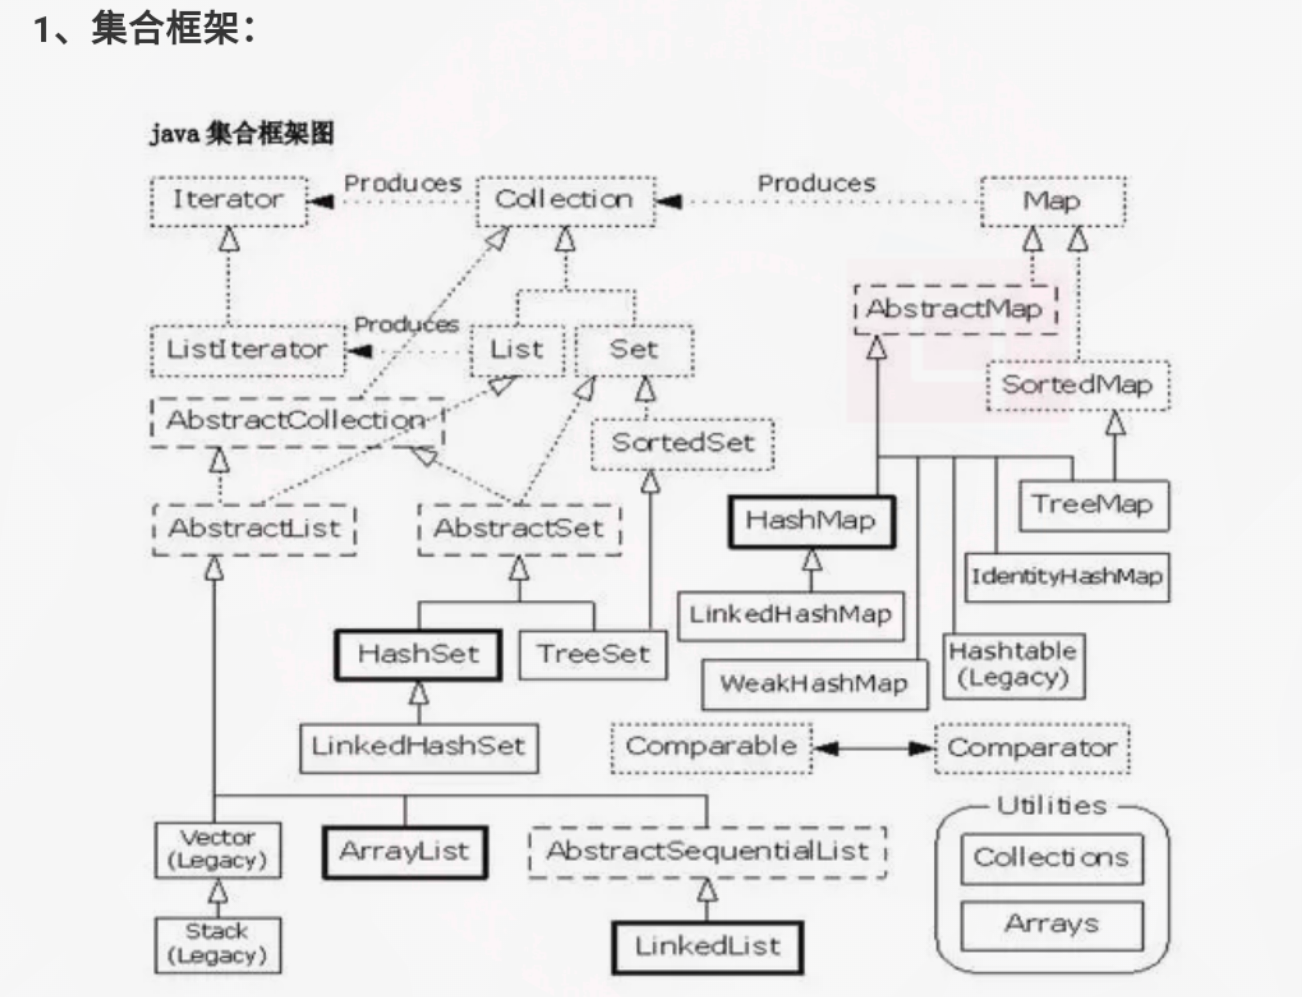 1、集合框架：
java 集合框架图
Iterator
Produces
Collection
Produces
Map
AbstractMap
ListIterator
Produces
List
Set
SortedMap
AbstractCollection
SortedSet
TreeMap
AbstractList
AbstractSet
HashMap
IdentityHashMap
LinkedHashMap
HashSet
TreeSet
Hashtable
(Legacy)
WeakHashMap
LinkedHashSet
Comparable
Comparator
Utilities
Vector
(Legacy)
ArrayList
AbstractSequentialList
Collections
Arrays
Stack
(Legacy)
LinkedList